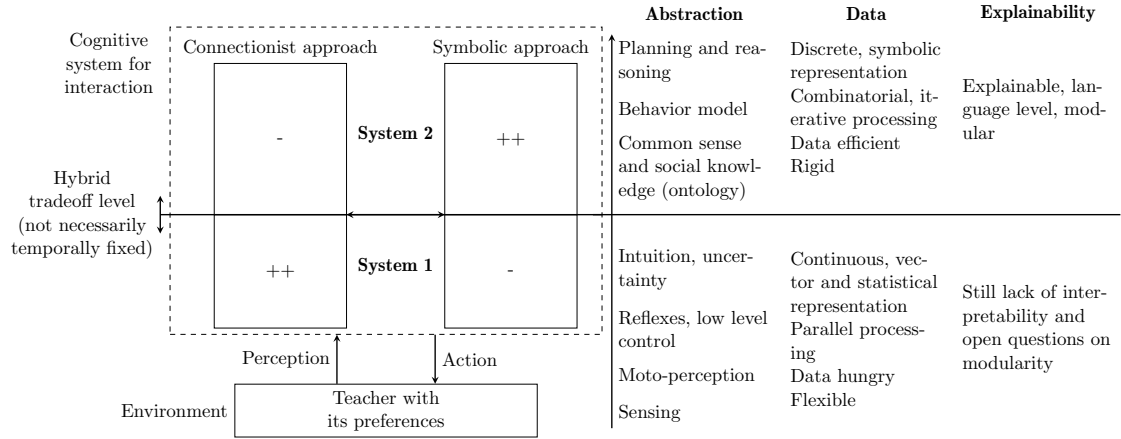 Cognitive
system for
interaction
Connectionist approach
Symbolic approach
-
System 2
++
Hybrid
tradeoff level
(not necessarily
temporally fixed)
++
System 1
-
Perception
Action
Environment
Teacher with
its preferences
Abstraction
Planning and rea-
soning
Behavior model
Common sense
and social knowl-
edge (ontology)
Intuition, uncer-
tainty
Reflexes, low level
control
Moto-perception
Sensing
Data
Discrete, symbolic
representation
Combinatorial, it-
erative processing
Data efficient
Rigid
Continuous, vec-
tor and statistical
representation
Parallel process-
ing
Data hungry
Flexible
Explainability
Explainable, lan-
guage level, mod-
ular
Still lack of inter-
pretability and
open questions on
modularity